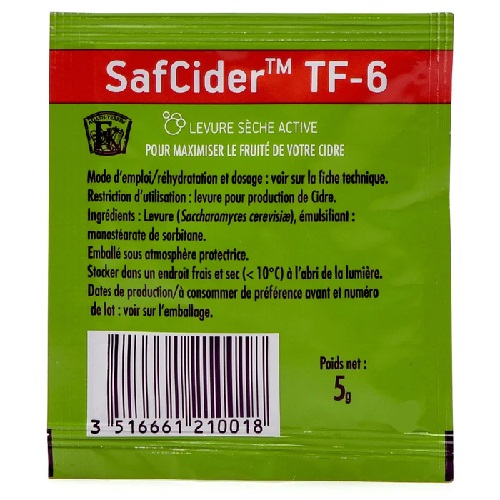 SafCider™ TF-6
LEVURE SÈCHE ACTIVE
POUR MAXIMISER LE FRUITÉ DE VOTRE CIDRE
Mode d'emploi/réhydratation et dosage : voir sur la fiche technique.
Restriction d'utilisation : levure pour production de Cidre.
Ingrédients : Levure (Saccharomyces cerevisiæ), émulsifiant :
monostéarate de sorbitane.
Emballé sous atmosphère protectrice.
Stocker dans un endroit frais et sec (< 10°C) à l'abri de la lumière.
Dates de production/à consommer de préférence avant et numéro
de lot : voir sur l'emballage.
Poids net :
5g
3 516661 210018